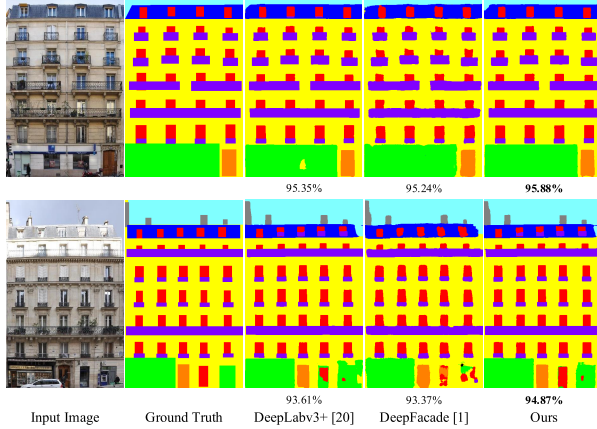 95.35% 95.24% 95.88%
93.61% 93.37% 94.87%
Input Image Ground Truth DeepLabv3+ [20] DeepFacade [1] Ours